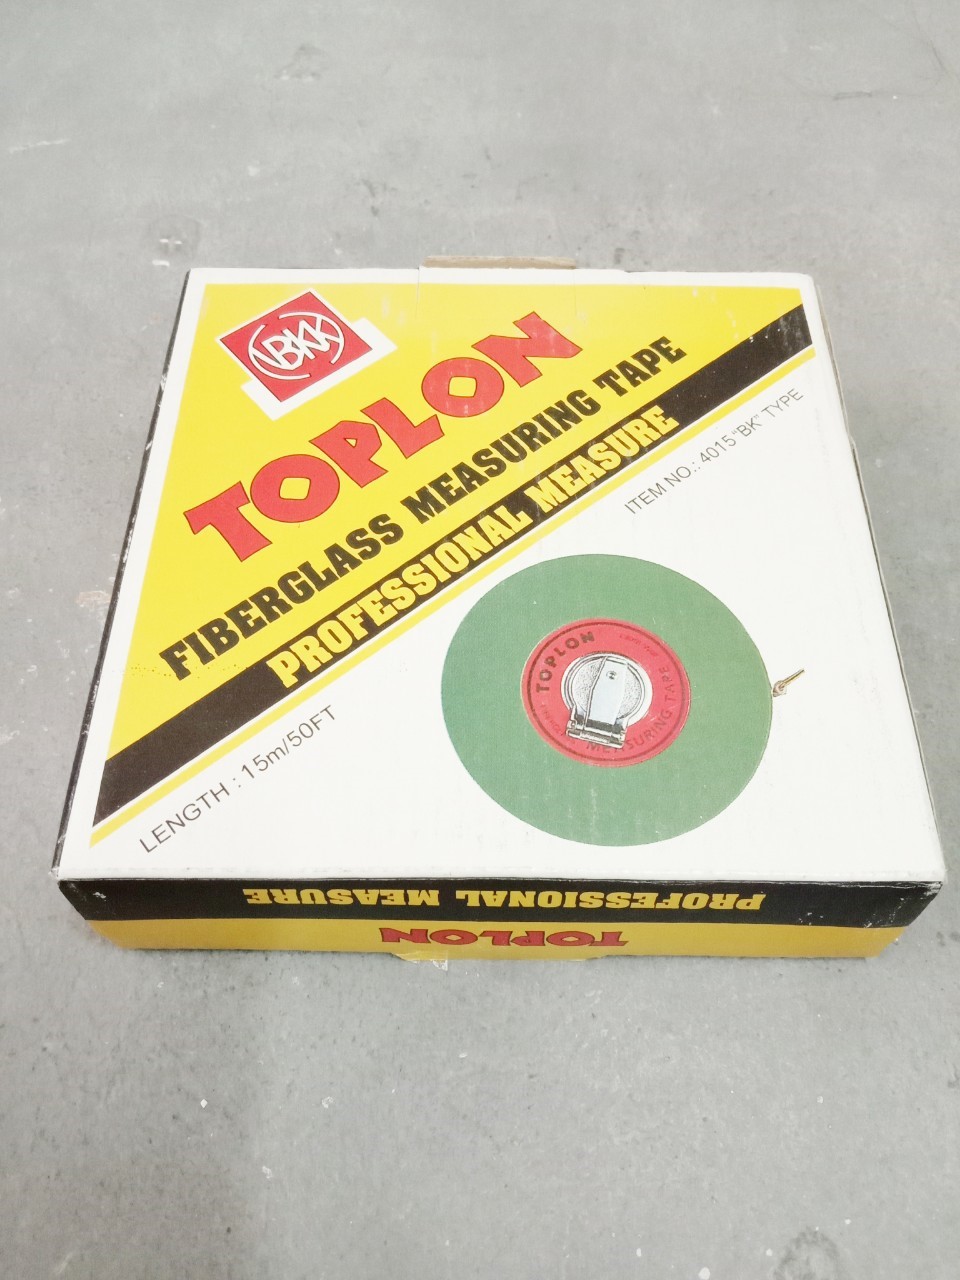 BKK
TOPLON
FIBERGLASS MEASURING TAPE
PROFESSIONAL MEASURE
ITEM NO.: 4015 "BK" TYPE
LENGTH : 15m/50FT
TOPLON
MEASURING TAPE
PROFESSIONAL MEASURE
TOPLON